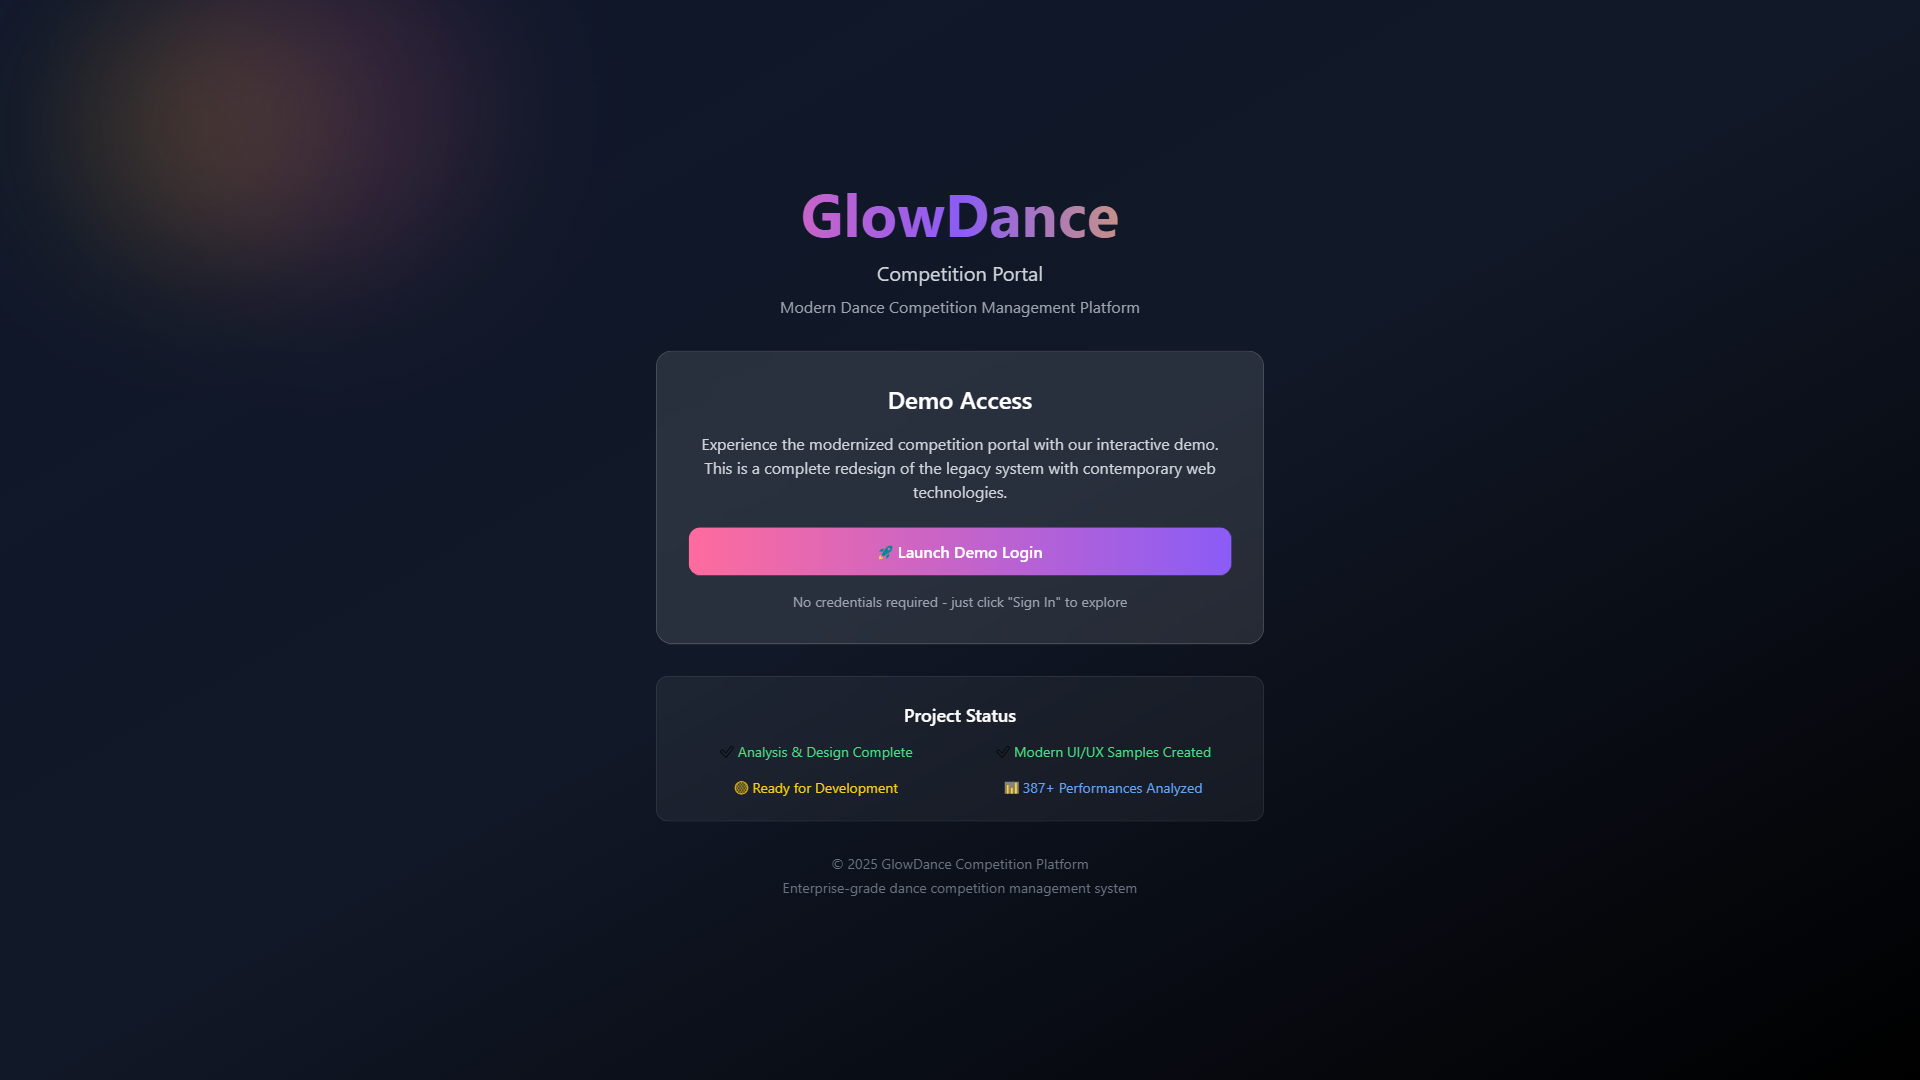 GlowDance
Competition Portal
Modern Dance Competition Management Platform
Demo Access
Experience the modernized competition portal with our interactive demo.
This is a complete redesign of the legacy system with contemporary web
technologies.
🚀 Launch Demo Login
No credentials required - just click "Sign In" to explore
Project Status
✅ Analysis & Design Complete
✅ Modern UI/UX Samples Created
🟡 Ready for Development
📊 387+ Performances Analyzed
© 2025 GlowDance Competition Platform
Enterprise-grade dance competition management system